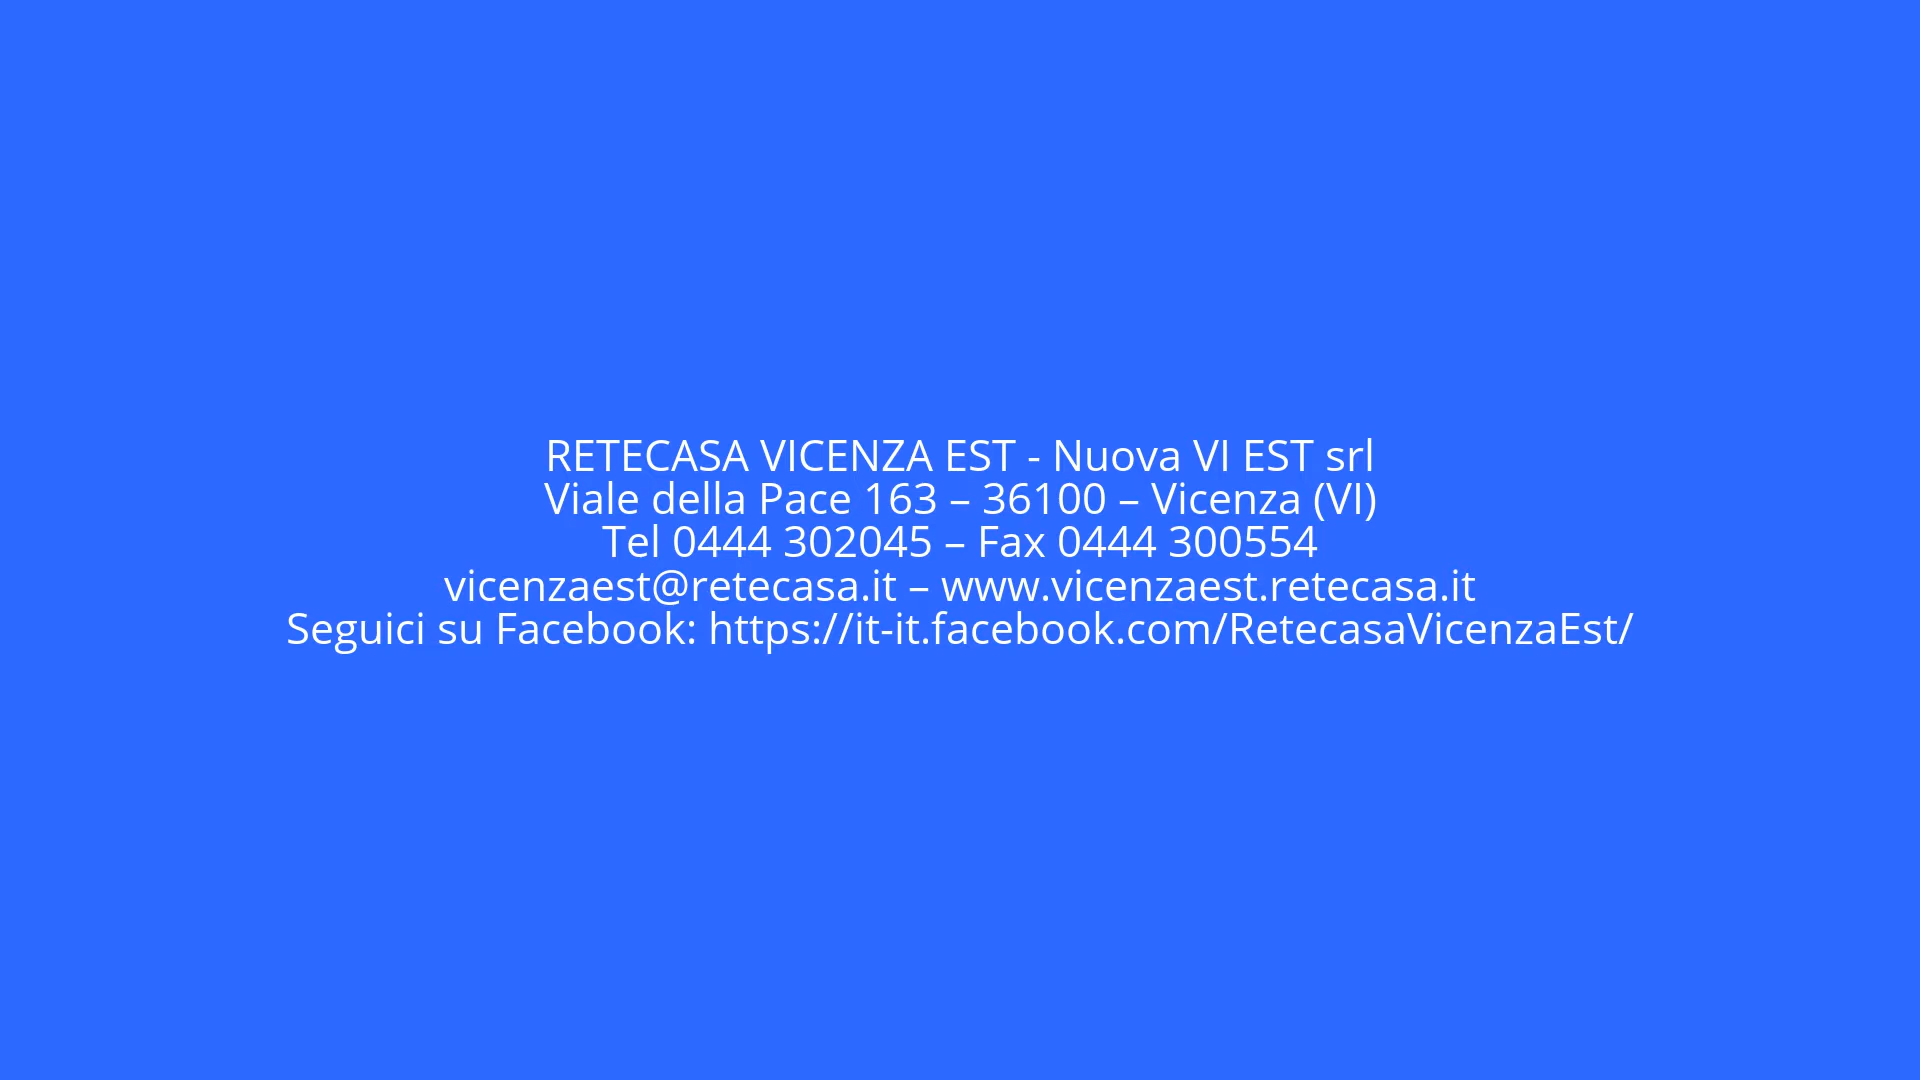 RETECASA VICENZA EST - Nuova VI EST srl
Viale della Pace 163 – 36100 – Vicenza (VI)
Tel 0444 302045 – Fax 0444 300554
vicenzaest@retecasa.it – www.vicenzaest.retecasa.it
Seguici su Facebook: https://it-it.facebook.com/RetecasaVicenzaEst/